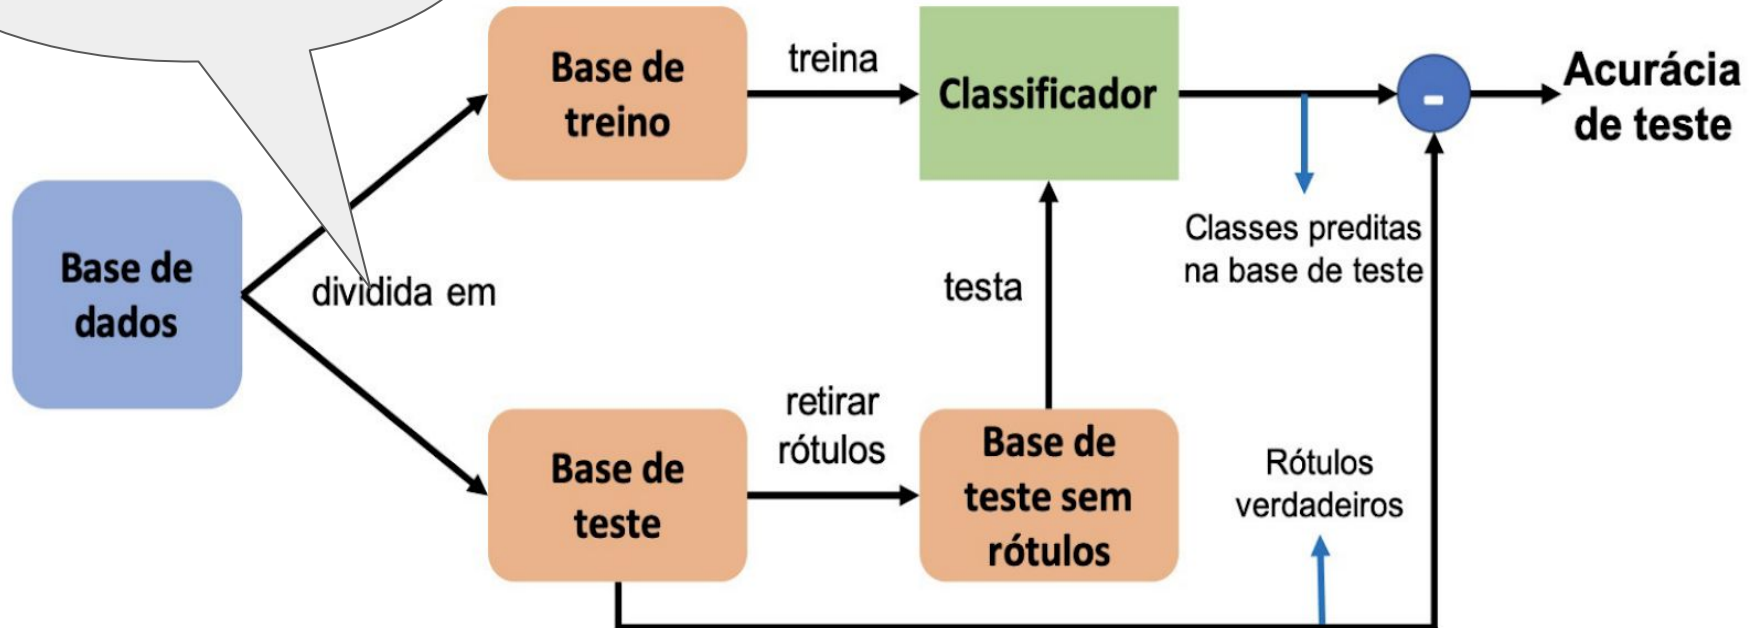 Base de
treino
treina
Classificador
-
Acurácia
de teste
Base de
dados
dividida em
testa
Classes preditas
na base de teste
Base de
teste
retirar
rótulos
Base de
teste sem
rótulos
Rótulos
verdadeiros